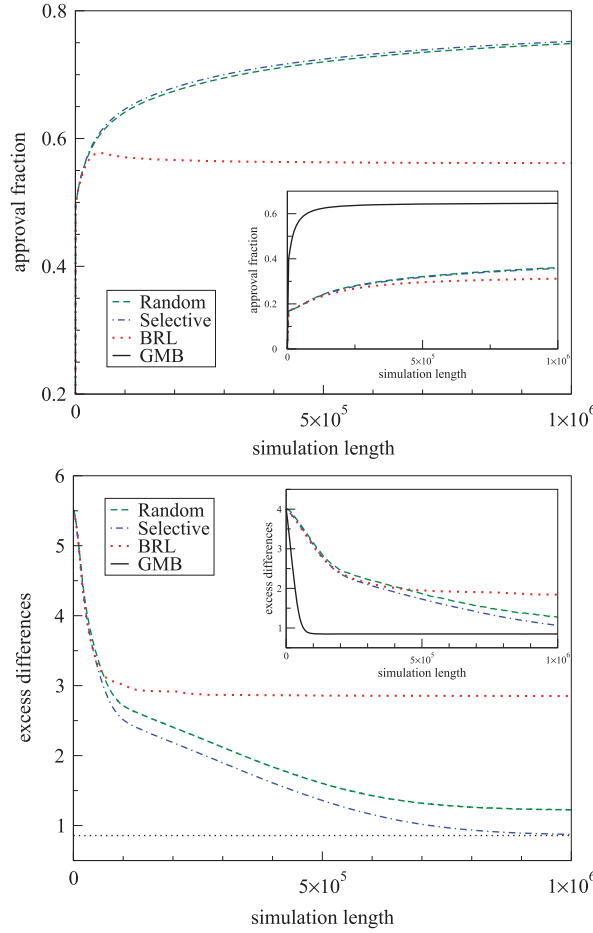 0.8
0.6
0.4
0.2
approval fraction
0
5×10⁵
1×10⁶
simulation length
Random
Selective
BRL
GMB
0.6
0.4
0.2
0
approval fraction
0
5×10⁵
1×10⁶
simulation length
6
5
4
3
2
1
excess differences
0
5×10⁵
1×10⁶
simulation length
Random
Selective
BRL
GMB
4
3
2
1
excess differences
0
5×10⁵
1×10⁶
simulation length